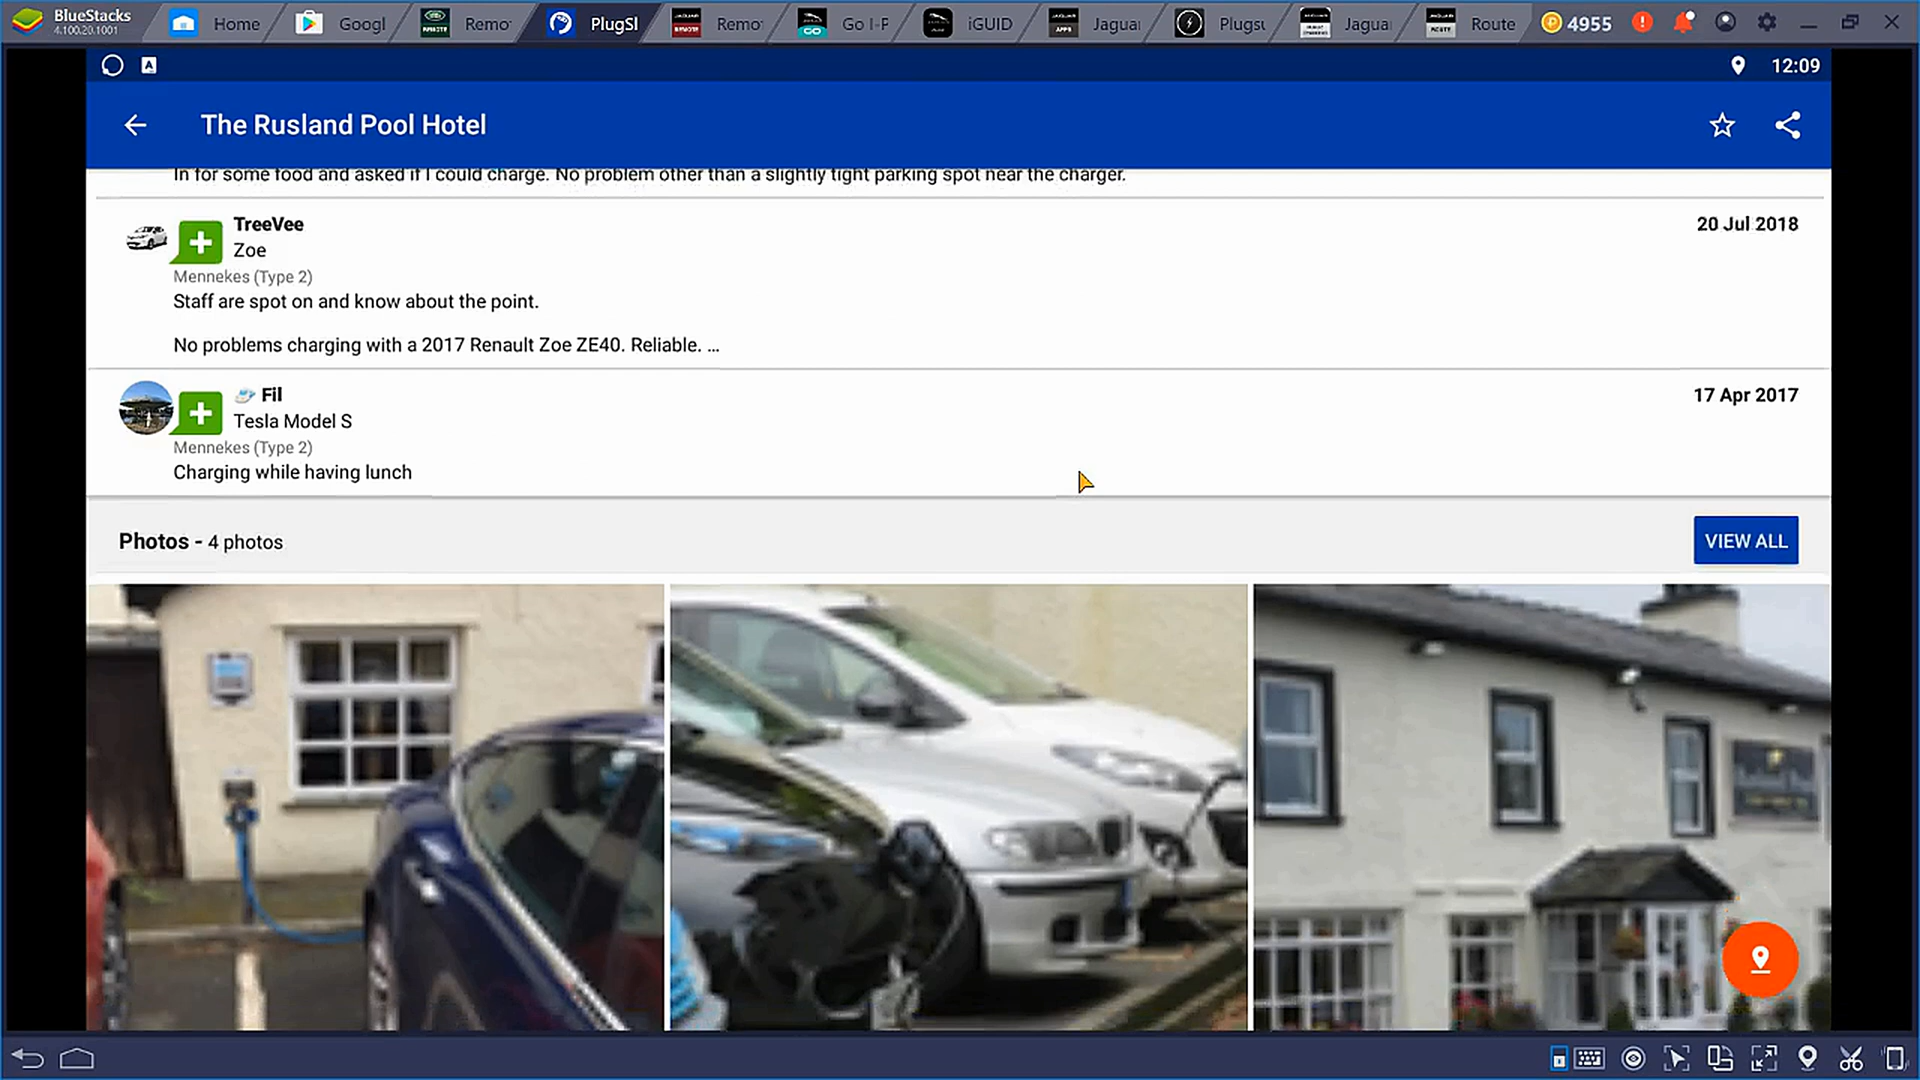 BlueStacks
4.100.20.1001
Home
Googl
Remo
PlugSl
Remo
Go I-P
iGUID
Jaguar
Plugsu
Jaguar
Route
4955
12:09
The Rusland Pool Hotel
In for some food and asked if I could charge. No problem other than a slightly tight parking spot near the charger.
TreeVee
20 Jul 2018
Zoe
Mennekes (Type 2)
Staff are spot on and know about the point.
No problems charging with a 2017 Renault Zoe ZE40. Reliable. ...
Fil
17 Apr 2017
Tesla Model S
Mennekes (Type 2)
Charging while having lunch
Photos - 4 photos
VIEW ALL